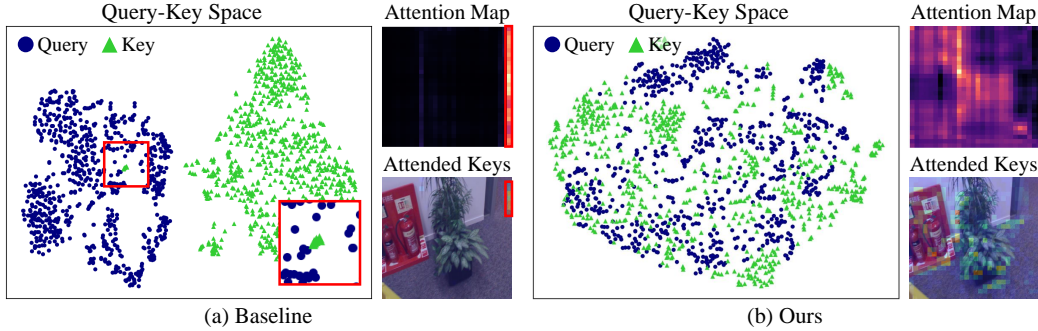 Query-Key Space
Query
Key
Attention Map
Attended Keys
(a) Baseline
Query-Key Space
Query
Key
Attention Map
Attended Keys
(b) Ours